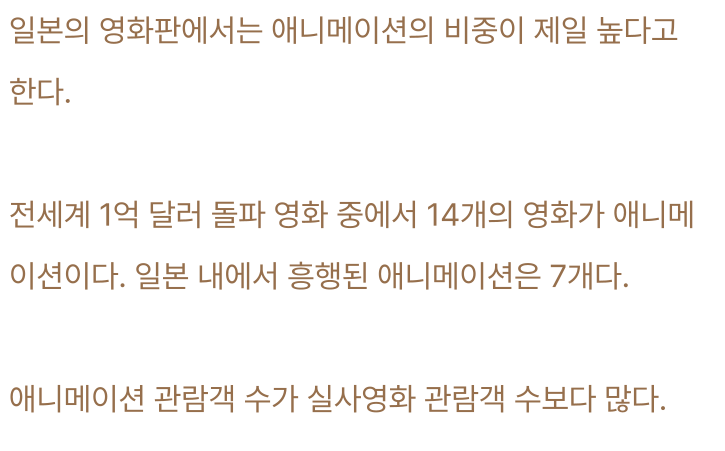 일본의 영화판에서는 애니메이션의 비중이 제일 높다고
한다.
전세계 1억 달러 돌파 영화 중에서 14개의 영화가 애니메
이션이다. 일본 내에서 흥행된 애니메이션은 7개다.
애니메이션 관람객 수가 실사영화 관람객 수보다 많다.